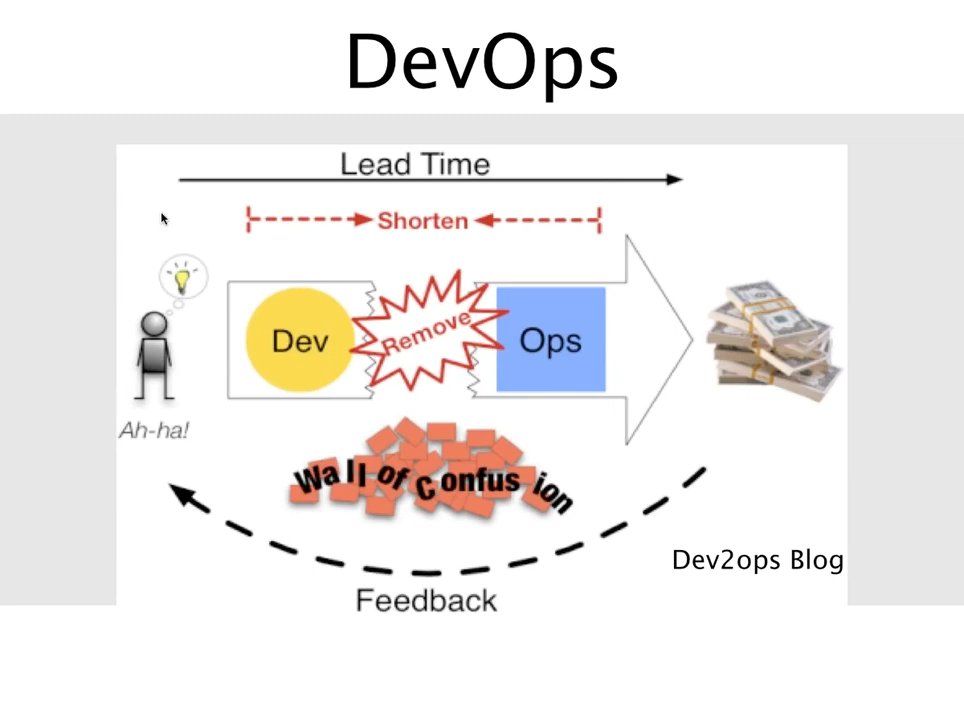 DevOps
Lead Time
Shorten
Dev
Remove
Ops
Ah-ha!
Wall of Confusion
Dev2ops Blog
Feedback